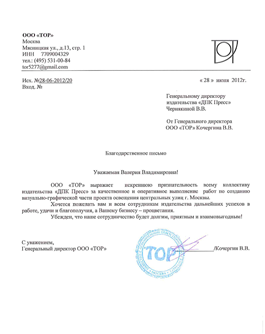 ООО «ТОР»
Москва
Мясницкая ул., д.13, стр. 1
ИНН 7709004329
тел.: (495) 531-00-84
tor5277@gmail.com
Исх. №28-06-2012/20
Вход. №
« 28 » июня 2012г.
Генеральному директору
издательства «ДПК Пресс»
Черняковой В.В.
От Генерального директора
ООО «ТОР» Кочергина В.В.
Благодарственное письмо
Уважаемая Валерия Владимировна!
ООО «ТОР» выражает искреннюю признательность всему коллективу
издательства «ДПК Пресс» за качественное и оперативное выполнение работ по созданию
визуально-графической части проекта освещения центральных улиц г. Москвы.
Хочется пожелать вам и всем сотрудникам издательства дальнейших успехов в
работе, удачи и благополучия, а Вашему бизнесу – процветания.
Убежден, что наше сотрудничество будет долгим, приятным и взаимовыгодным!
С уважением,
Генеральный директор ООО «ТОР»
/Кочергин В.В.
ТОР